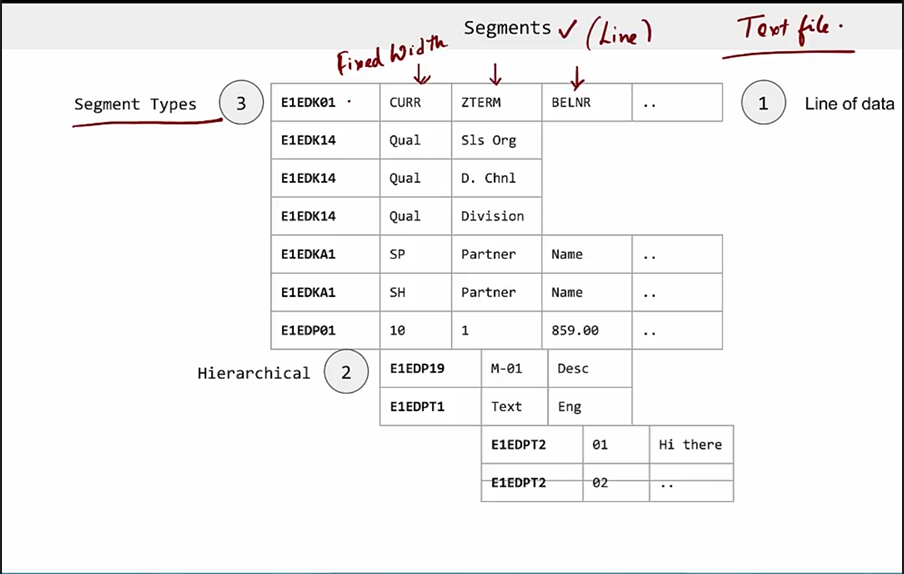 Segments ✓ (Line)
Text file.
Fixed Width
Segment Types 3 E1EDK01 CURR ZTERM BELNR .. 1 Line of data
E1EDK14 Qual Sls Org
E1EDK14 Qual D. Chnl
E1EDK14 Qual Division
E1EDKA1 SP Partner Name ..
E1EDKA1 SH Partner Name ..
E1EDP01 10 1 859.00 ..
Hierarchical 2 E1EDP19 M-01 Desc
E1EDPT1 Text Eng
E1EDPT2 01 Hi there
E1EDPT2 02 ..